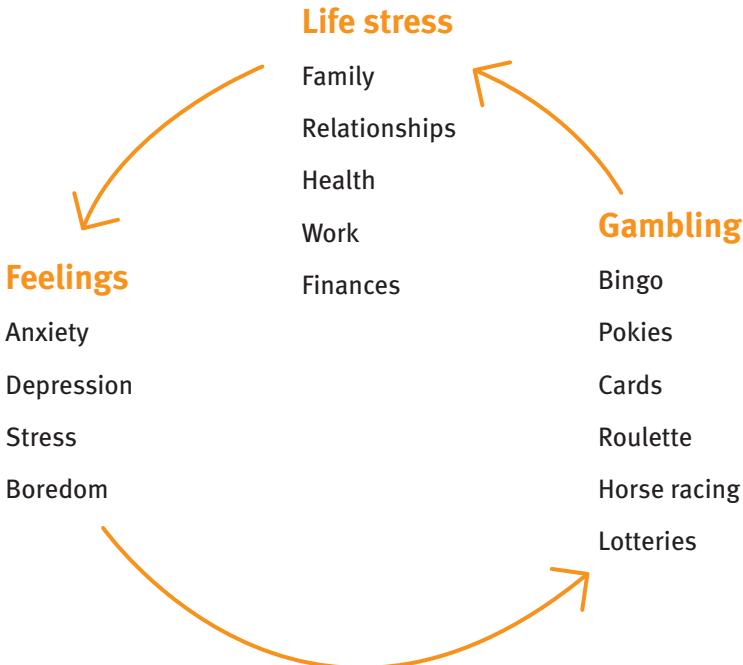 Life stress
Family
Relationships
Health
Work
Finances
Feelings
Anxiety
Depression
Stress
Boredom
Gambling
Bingo
Pokies
Cards
Roulette
Horse racing
Lotteries